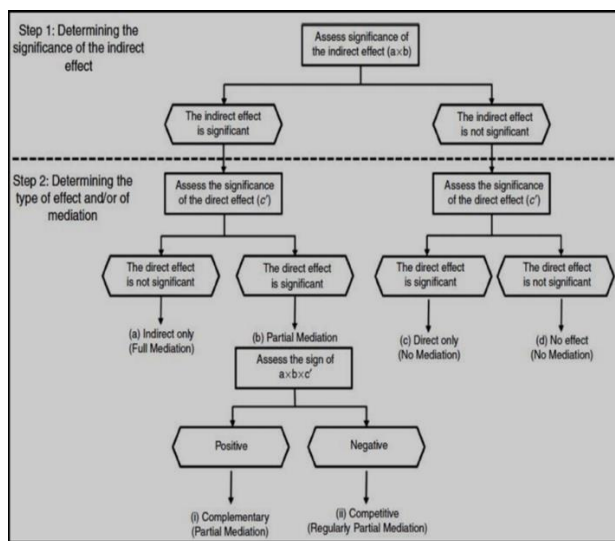 Step 1: Determining the
significance of the indirect
effect
Assess significance of
the indirect effect (a×b)
The indirect effect
is significant
The indirect effect
is not significant
Step 2: Determining the
type of effect and/or of
mediation
Assess the significance
of the direct effect (c')
Assess the significance
of the direct effect (c')
The direct effect
is not significant
The direct effect
is significant
The direct effect
is significant
The direct effect
is not significant
(a) Indirect only
(Full Mediation)
(b) Partial Mediation
(c) Direct only
(No Mediation)
(d) No effect
(No Mediation)
Assess the sign of
a×b×c'
Positive
Negative
(i) Complementary
(Partial Mediation)
(ii) Competitive
(Regularly Partial Mediation)